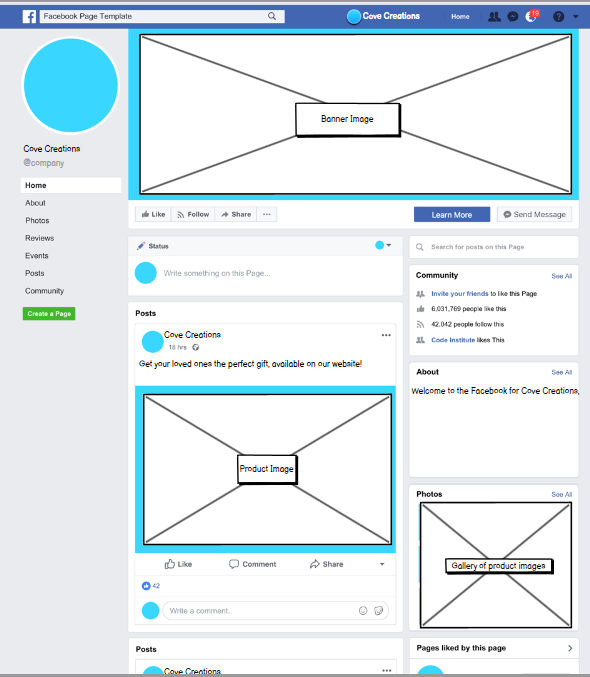 Facebook Page Template
Cove Creations
Home
19
?
Cove Creations
@company
Home
About
Photos
Reviews
Events
Posts
Community
Create a Page
Banner Image
Like
Follow
Share
Learn More
Send Message
Status
Write something on this Page...
Search for posts on this Page
Community See All
Invite your friends to like this Page
6,031,769 people like this
42,042 people follow this
Code Institute likes This
Posts
Cove Creations
18 hrs
Get your loved ones the perfect gift, available on our website!
Product Image
Like
Comment
Share
42
Write a comment..
About See All
Welcome to the Facebook for Cove Creations,
Photos See All
Gallery of product images
Pages liked by this page
Posts
Cove Creations